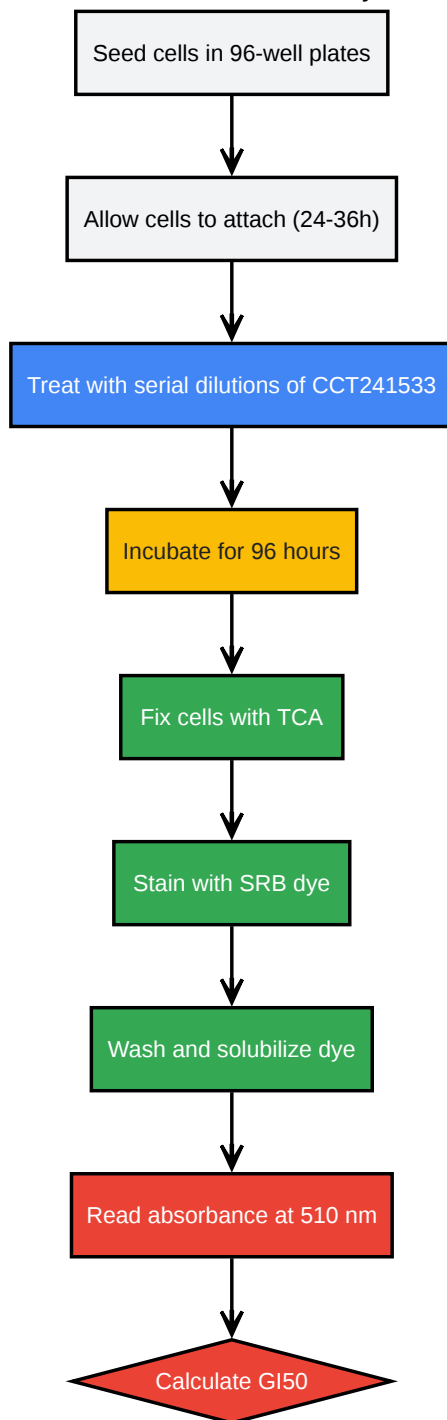 Seed cells in 96-well plates
Allow cells to attach (24-36h)
Treat with serial dilutions of CCT241533
Incubate for 96 hours
Fix cells with TCA
Stain with SRB dye
Wash and solubilize dye
Read absorbance at 510 nm
Calculate GI50